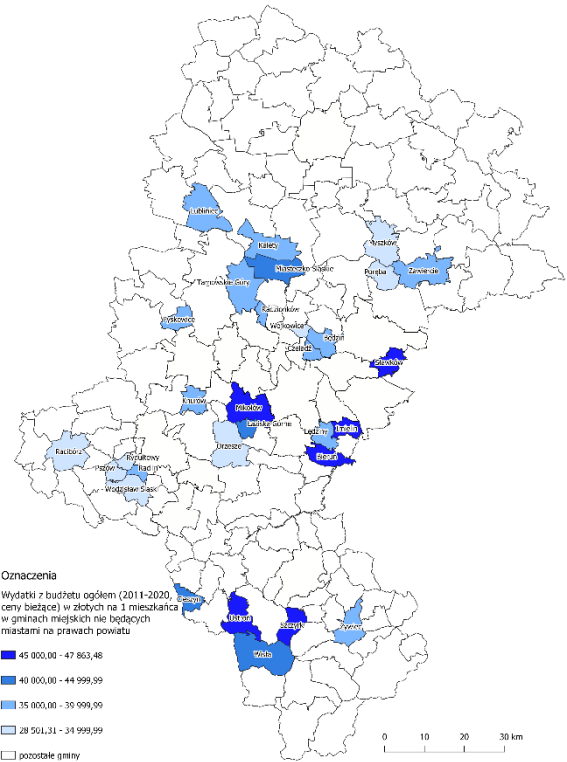 Lubliniec
Kalety
Miasteczko Śląskie
Myszków
Poręba
Zawiercie
Tarnowskie Góry
Radzionków
Pyskowice
Wojkowice
Będzin
Czeladź
Sławków
Knurów
Mikołów
Łaziska Górne
Orzesze
Lędziny
Imielin
Bieruń
Racibórz
Rydułtowy
Pszów
Radlin
Wodzisław Śląski
Cieszyn
Ustroń
Szczyrk
Wisła
Żywiec
Oznaczenia
Wydatki z budżetu ogółem (2011-2020,
ceny bieżące) w złotych na 1 mieszkańca
w gminach miejskich nie będących
miastami na prawach powiatu
45 000,00 - 47 863,48
40 000,00 - 44 999,99
35 000,00 - 39 999,99
28 501,31 - 34 999,99
pozostałe gminy
0 10 20 30 km